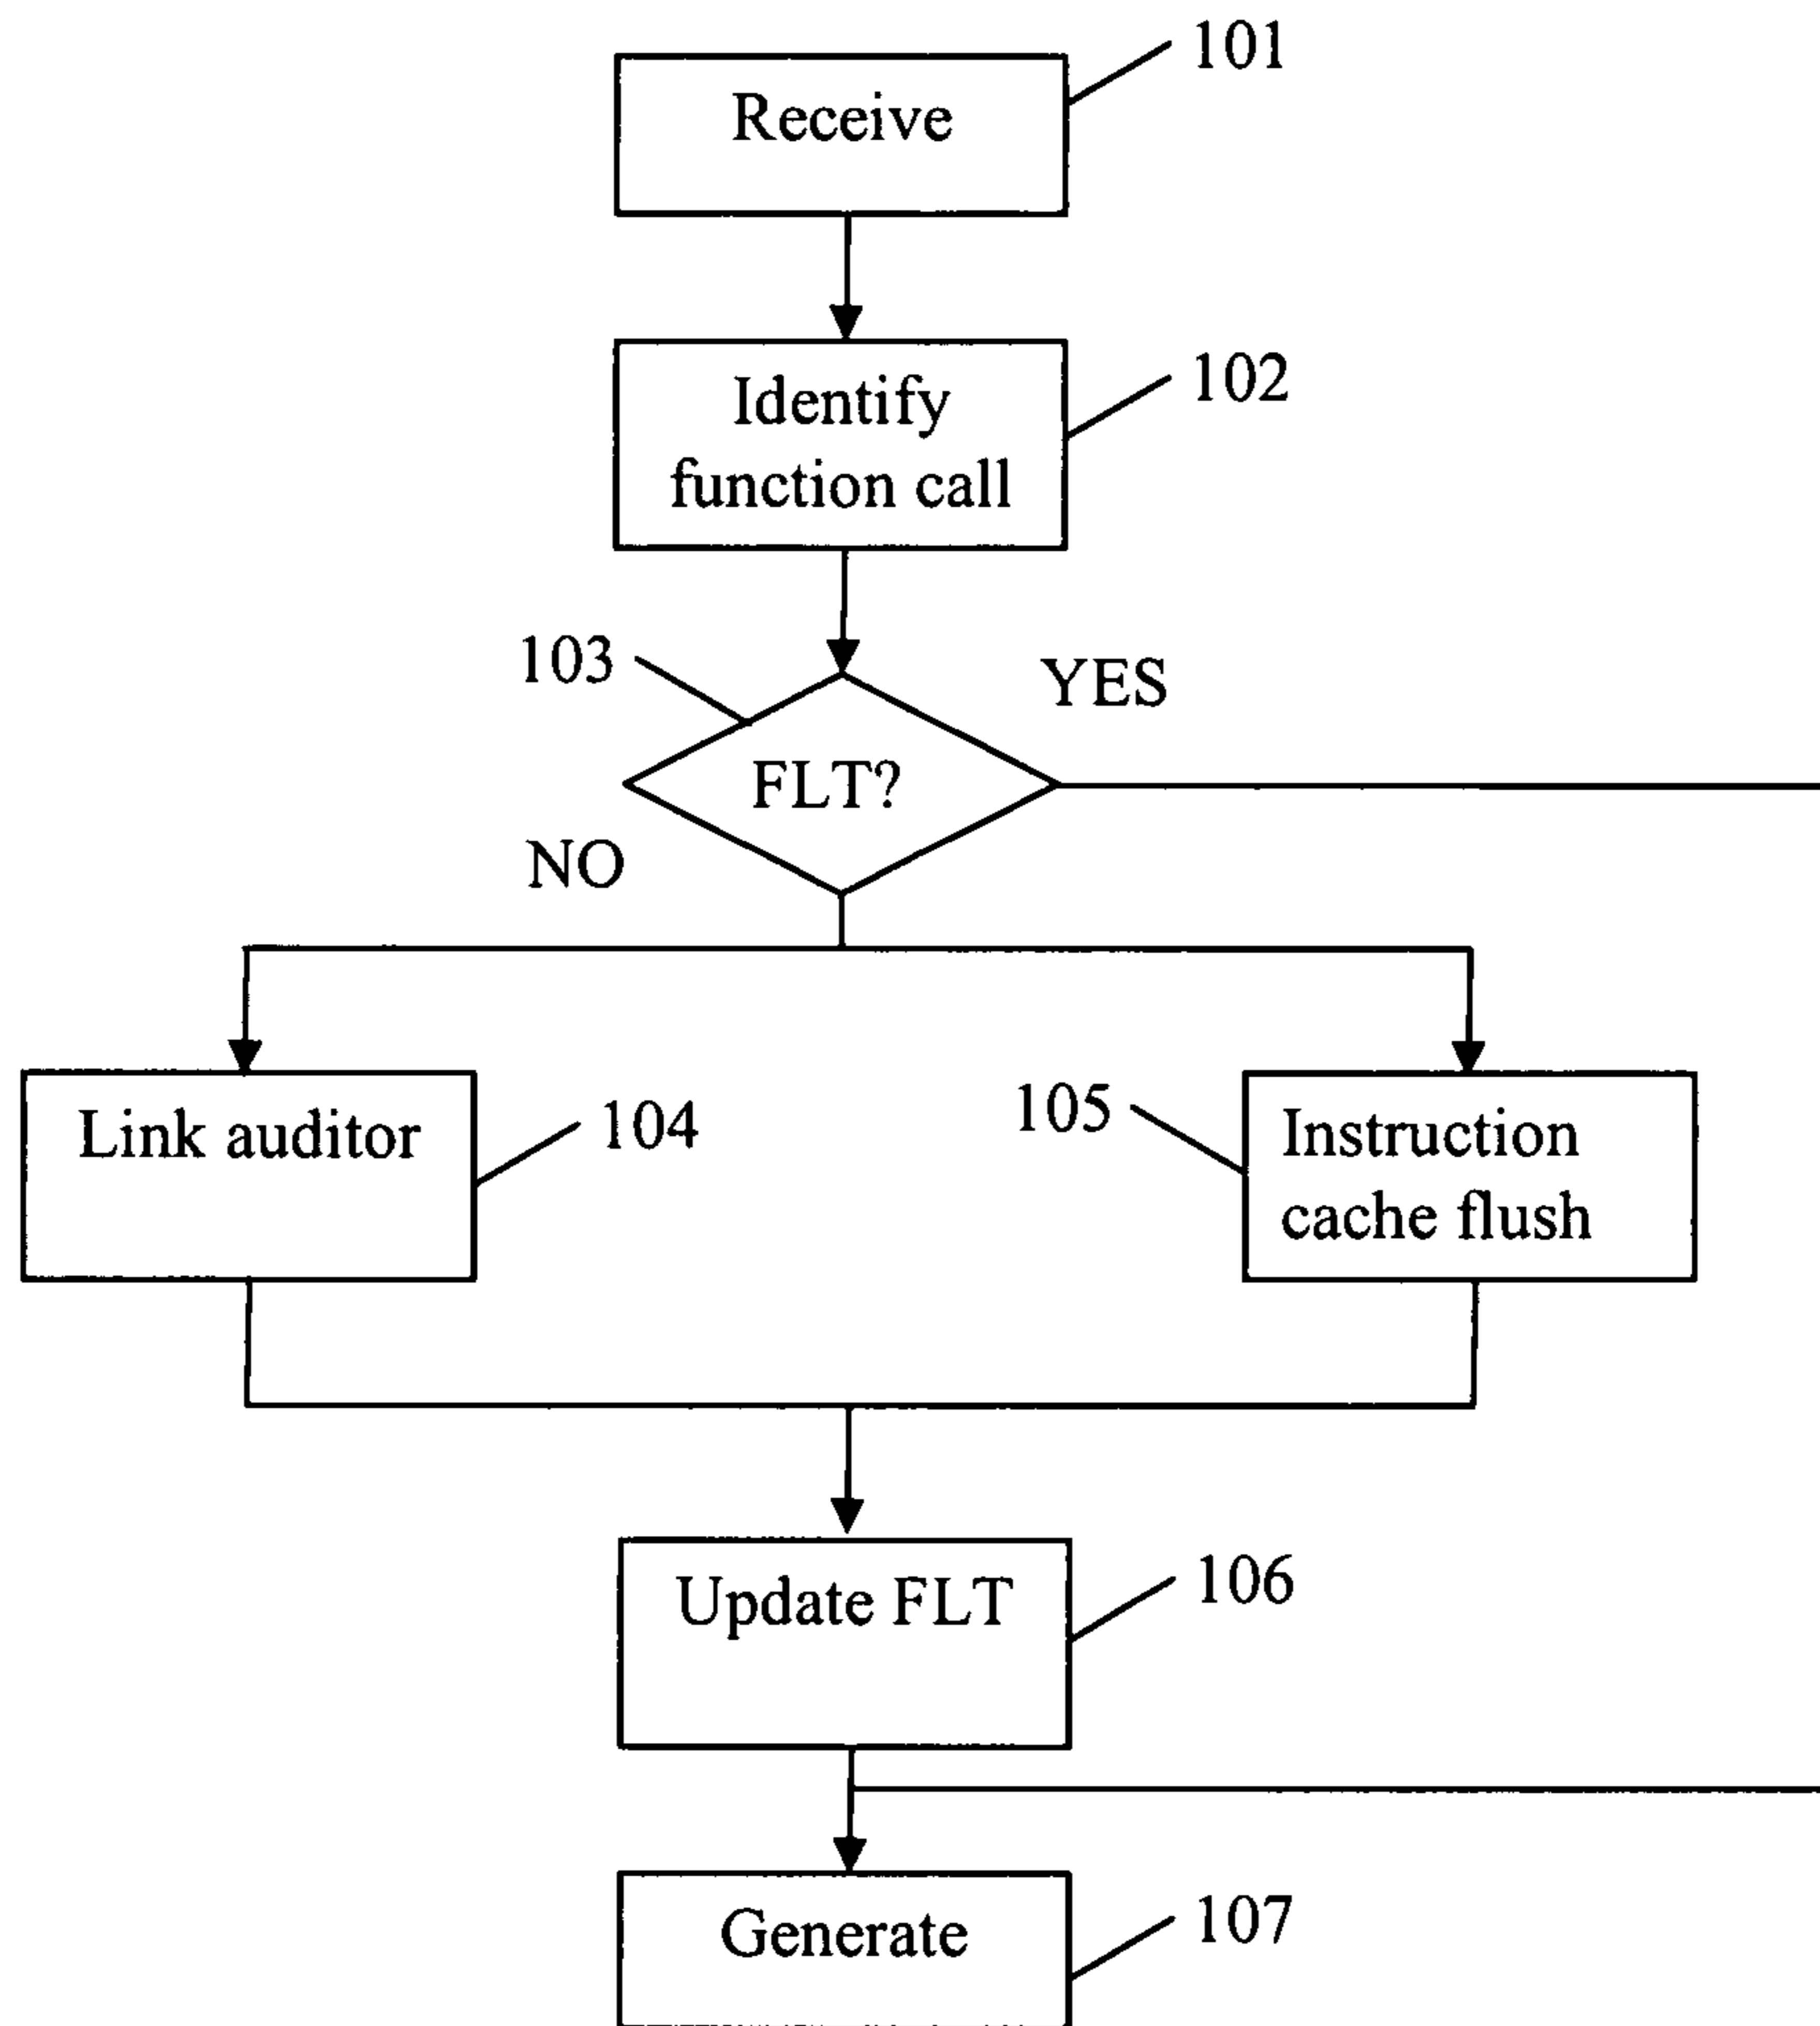 101
Receive
102
Identify
function call
103
YES
FLT?
NO
Link auditor
104
105
Instruction
cache flush
Update FLT
106
Generate
107